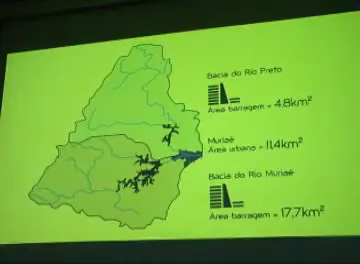 Bacia do Rio Preto
Área barragem = 4,8km²
Muriaé
Área urbana = 11,4km²
Bacia do Rio Muriaé
Área barragem = 17,7km²